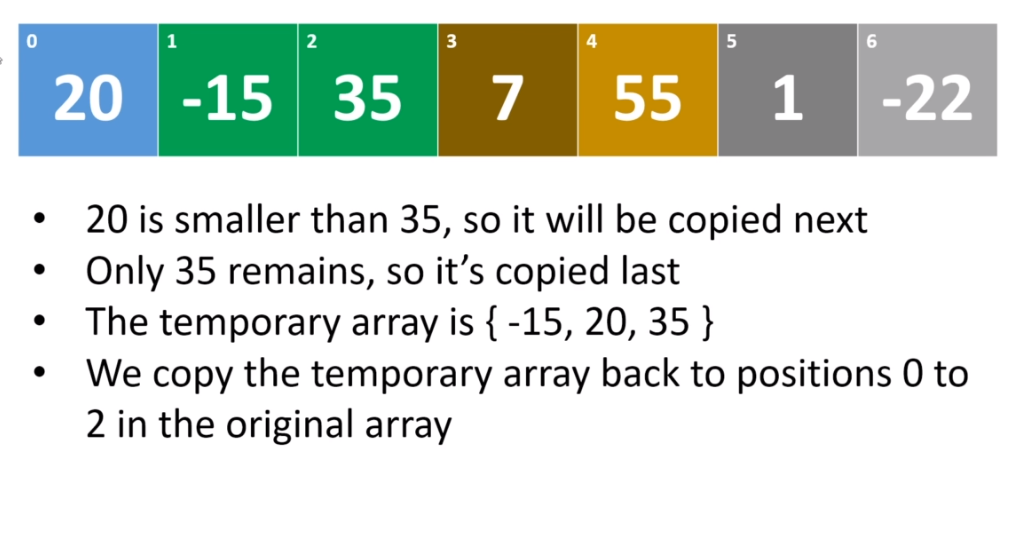 0 1 2 3 4 5 6
20 -15 35 7 55 1 -22
• 20 is smaller than 35, so it will be copied next
• Only 35 remains, so it’s copied last
• The temporary array is { -15, 20, 35 }
• We copy the temporary array back to positions 0 to
2 in the original array